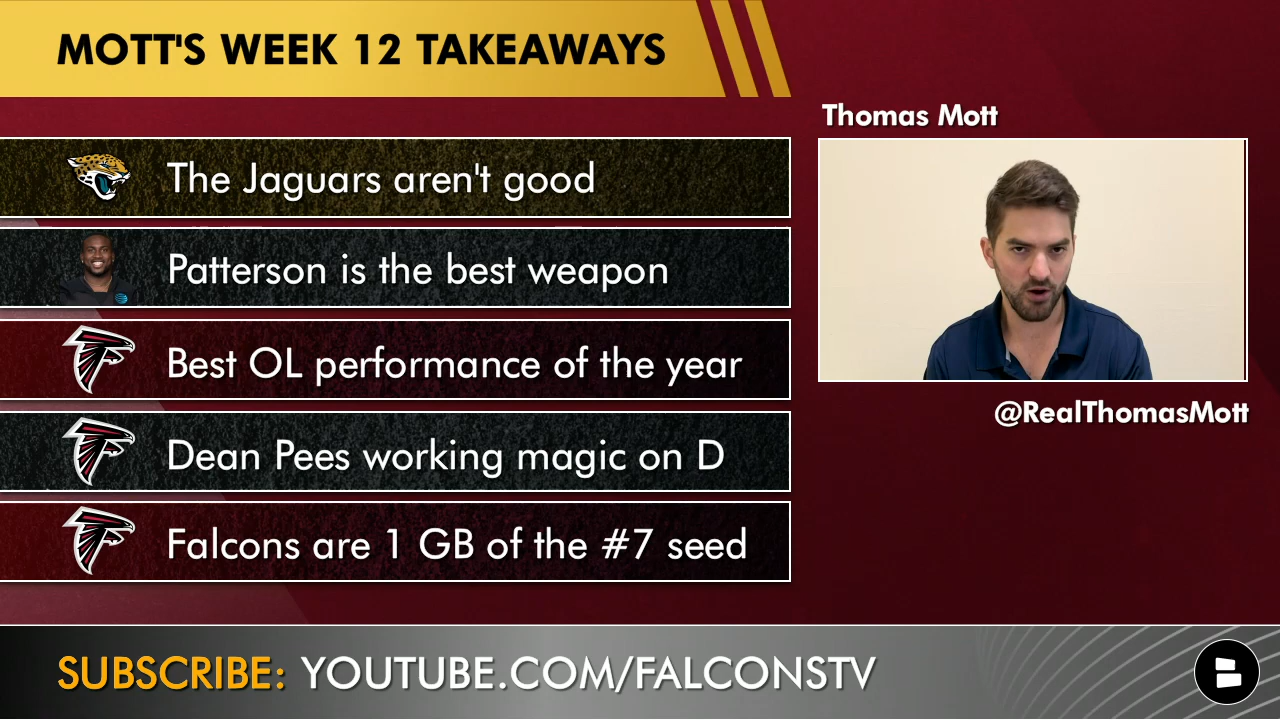 MOTT'S WEEK 12 TAKEAWAYS
Thomas Mott
The Jaguars aren't good
Patterson is the best weapon
Best OL performance of the year
Dean Pees working magic on D
Falcons are 1 GB of the #7 seed
@RealThomasMott
SUBSCRIBE: YOUTUBE.COM/FALCONSTV